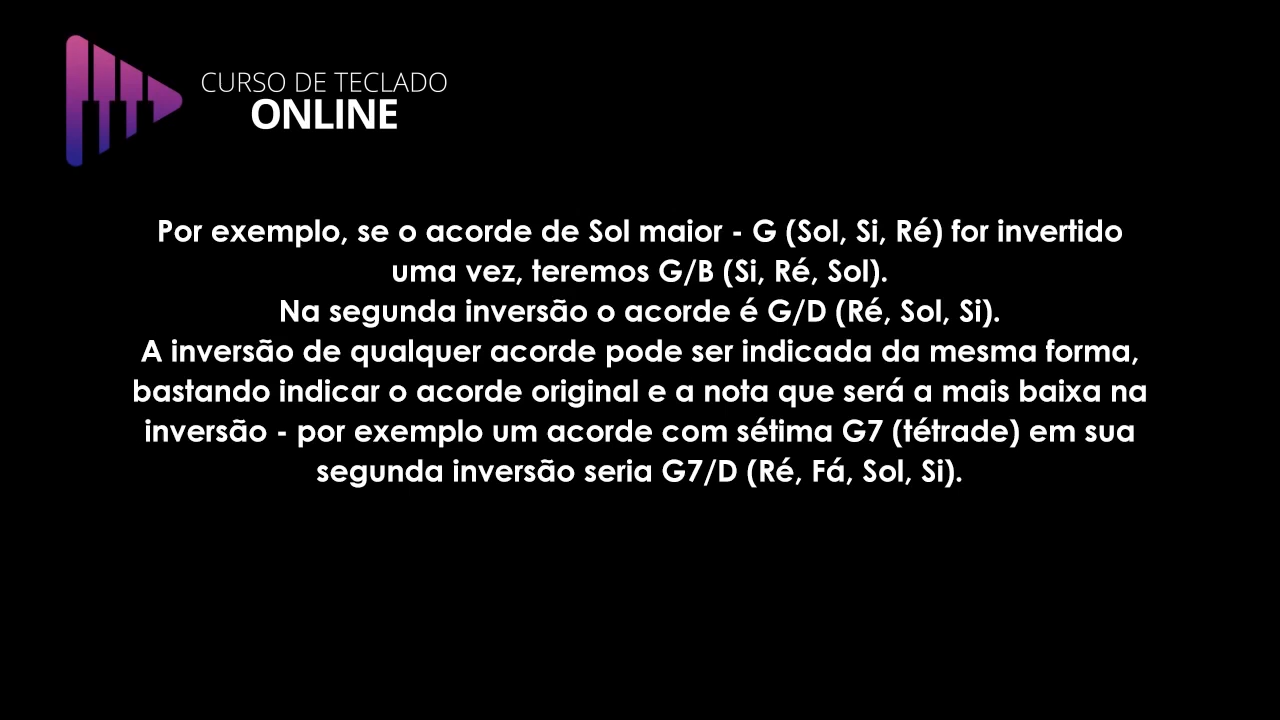 CURSO DE TECLADO
ONLINE
Por exemplo, se o acorde de Sol maior - G (Sol, Si, Ré) for invertido
uma vez, teremos G/B (Si, Ré, Sol).
Na segunda inversão o acorde é G/D (Ré, Sol, Si).
A inversão de qualquer acorde pode ser indicada da mesma forma,
bastando indicar o acorde original e a nota que será a mais baixa na
inversão - por exemplo um acorde com sétima G7 (tétrade) em sua
segunda inversão seria G7/D (Ré, Fá, Sol, Si).